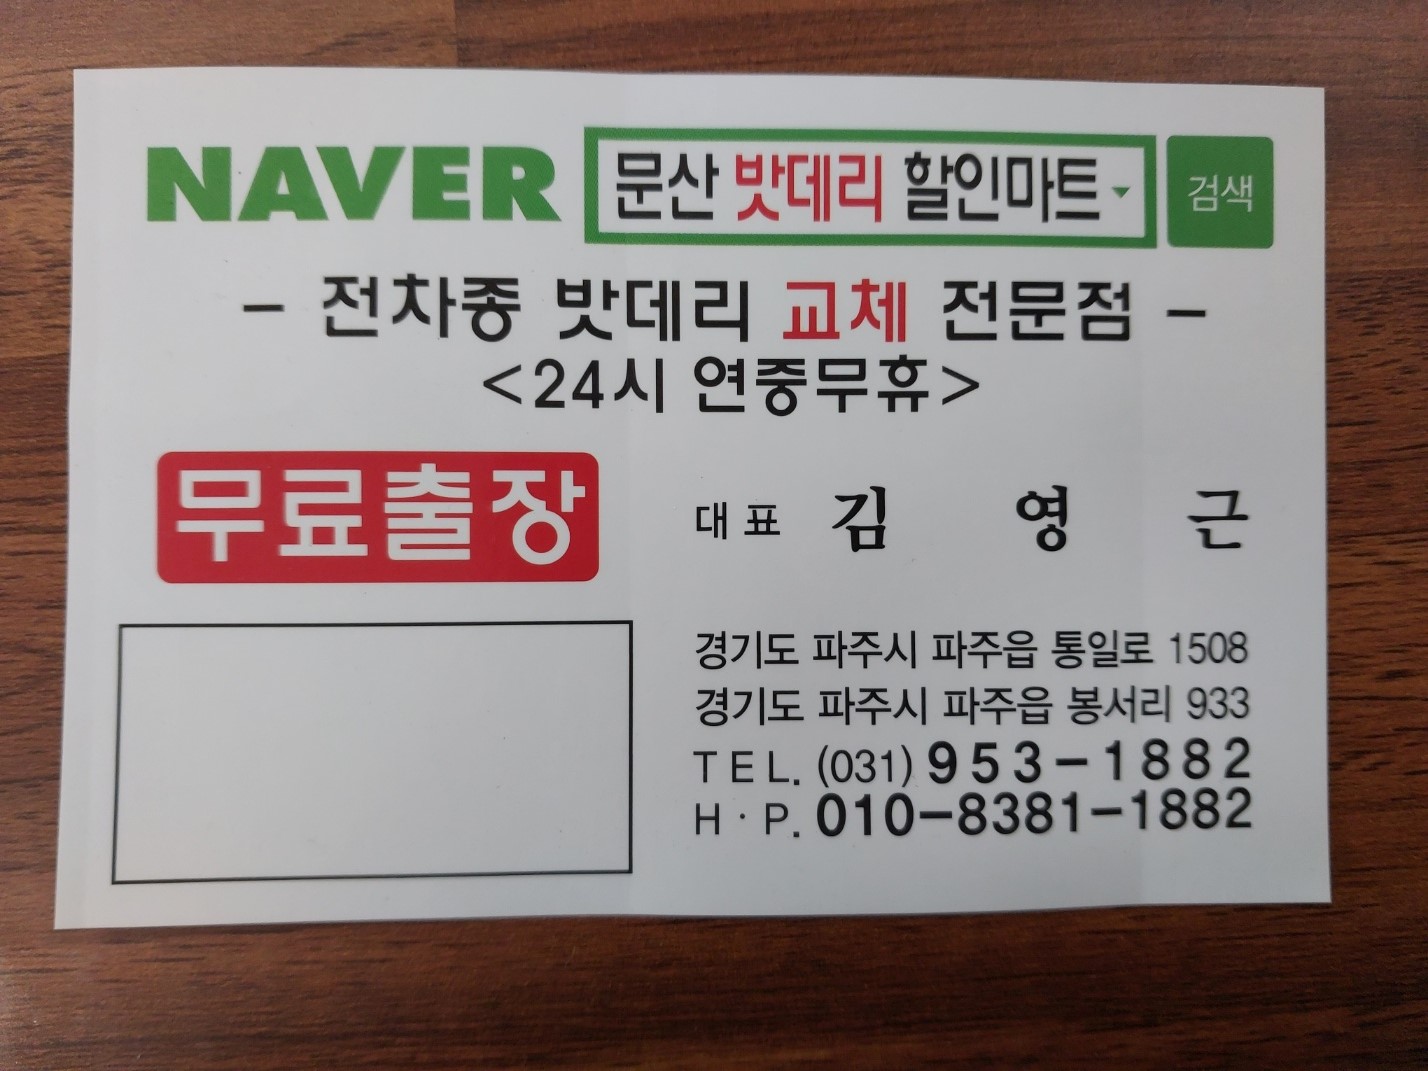 NAVER 문산 밧데리 할인마트 검색
- 전차종 밧데리 교체 전문점 -
<24시 연중무휴>
무료출장
대표 김 영 근
경기도 파주시 파주읍 통일로 1508
경기도 파주시 파주읍 봉서리 933
TEL. (031) 953-1882
H·P. 010-8381-1882